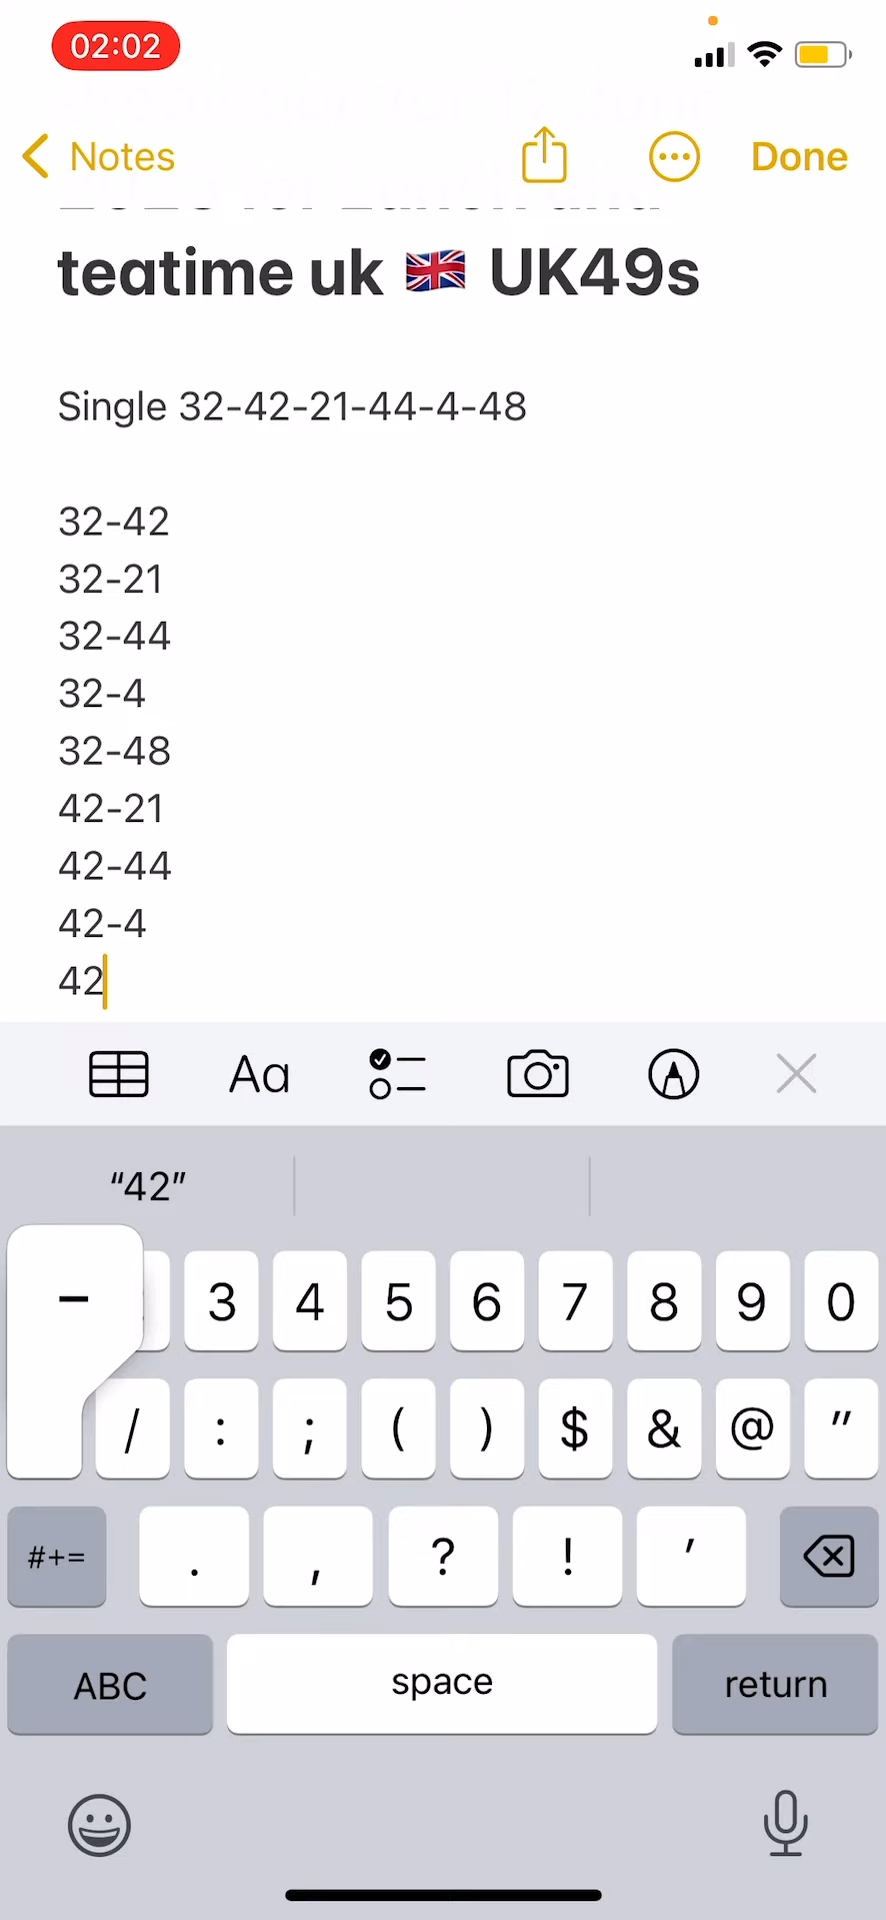 02:02
Notes
Done
teatime uk 🇬🇧 UK49s
Single 32-42-21-44-4-48
32-42
32-21
32-44
32-4
32-48
42-21
42-44
42-4
42
Aa
“42”
-
3 4 5 6 7 8 9 0
/ : ; ( ) $ & @ "
#+= . , ? ! '
ABC space return